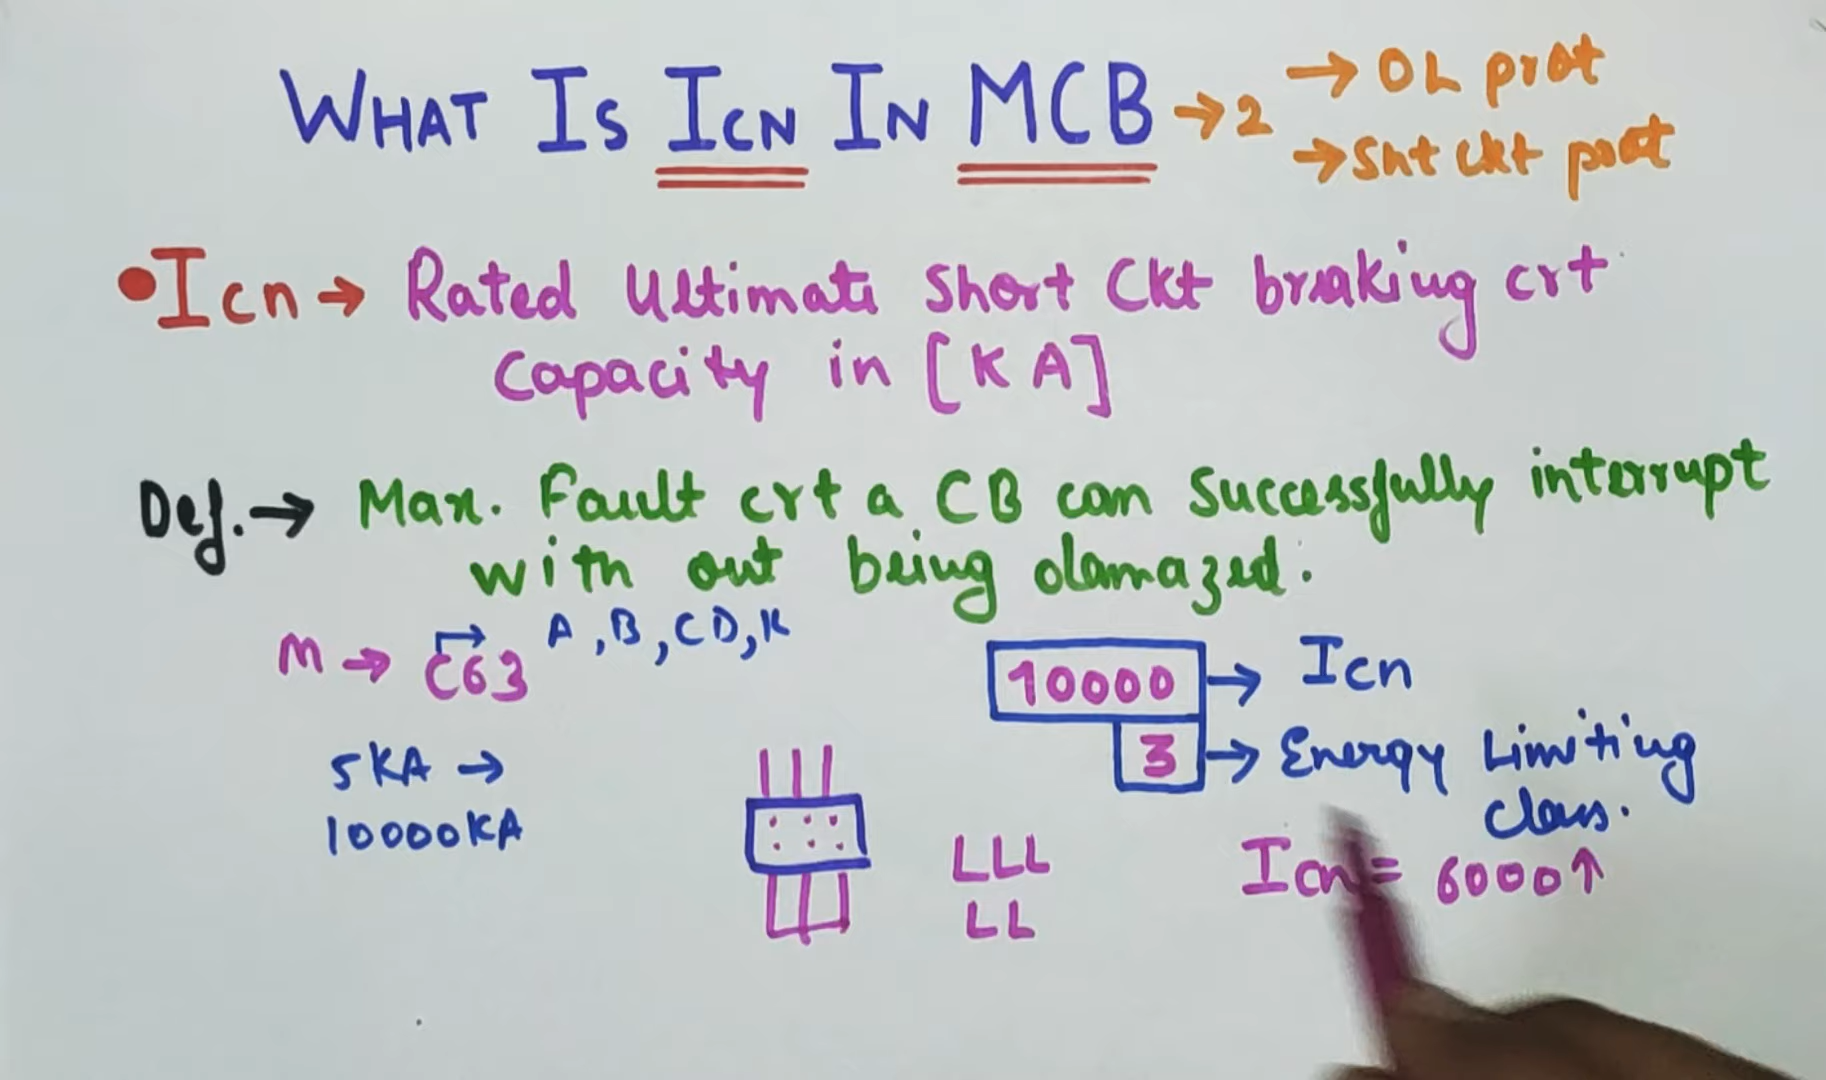 WHAT IS ICN IN MCB → 2 → OL prot
→ Sht ckt prot
• Icn → Rated Ultimate Short Ckt breaking crt
Capacity in [KA]
Def. → Max. Fault crt a CB can Successfully interrupt
with out being damazed.
M → C63 A, B, CD, K
10000 → Icn
3 → Energy Limiting
class.
5KA →
10000KA
LLL
LL
Icn = 6000↑